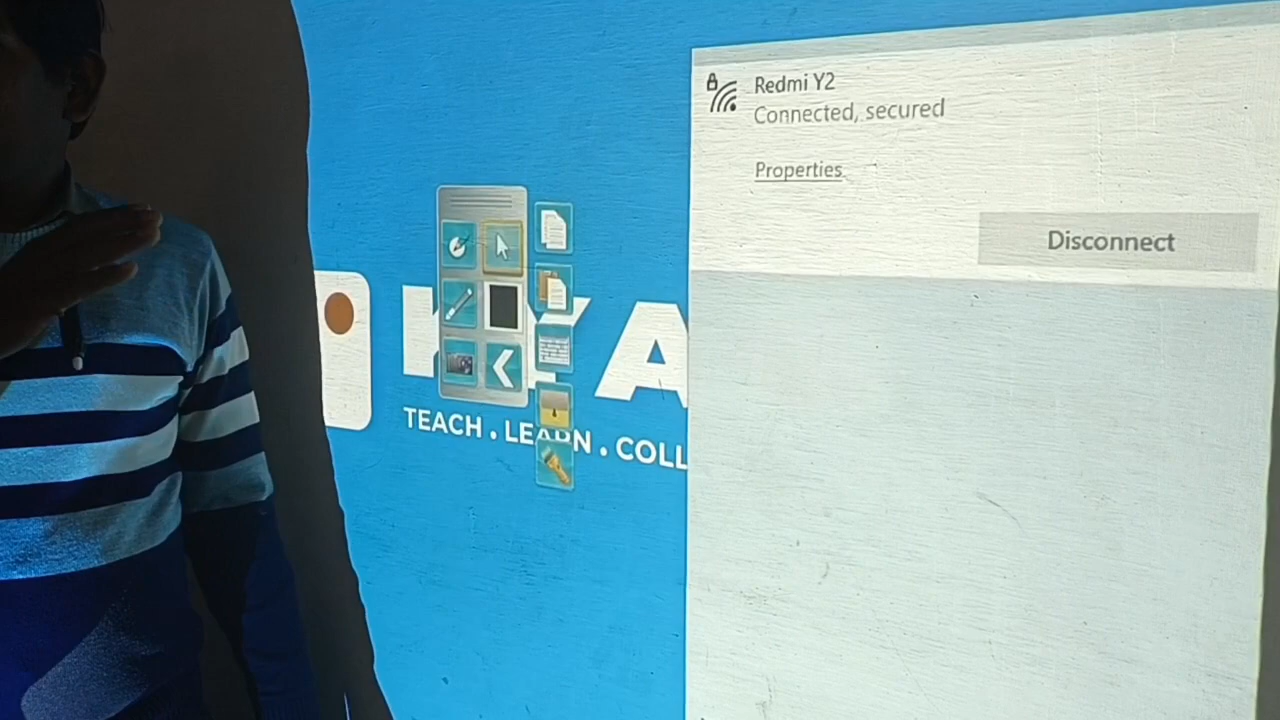 Redmi Y2
Connected, secured
Properties
Disconnect
TEACH . LEARN . COLL